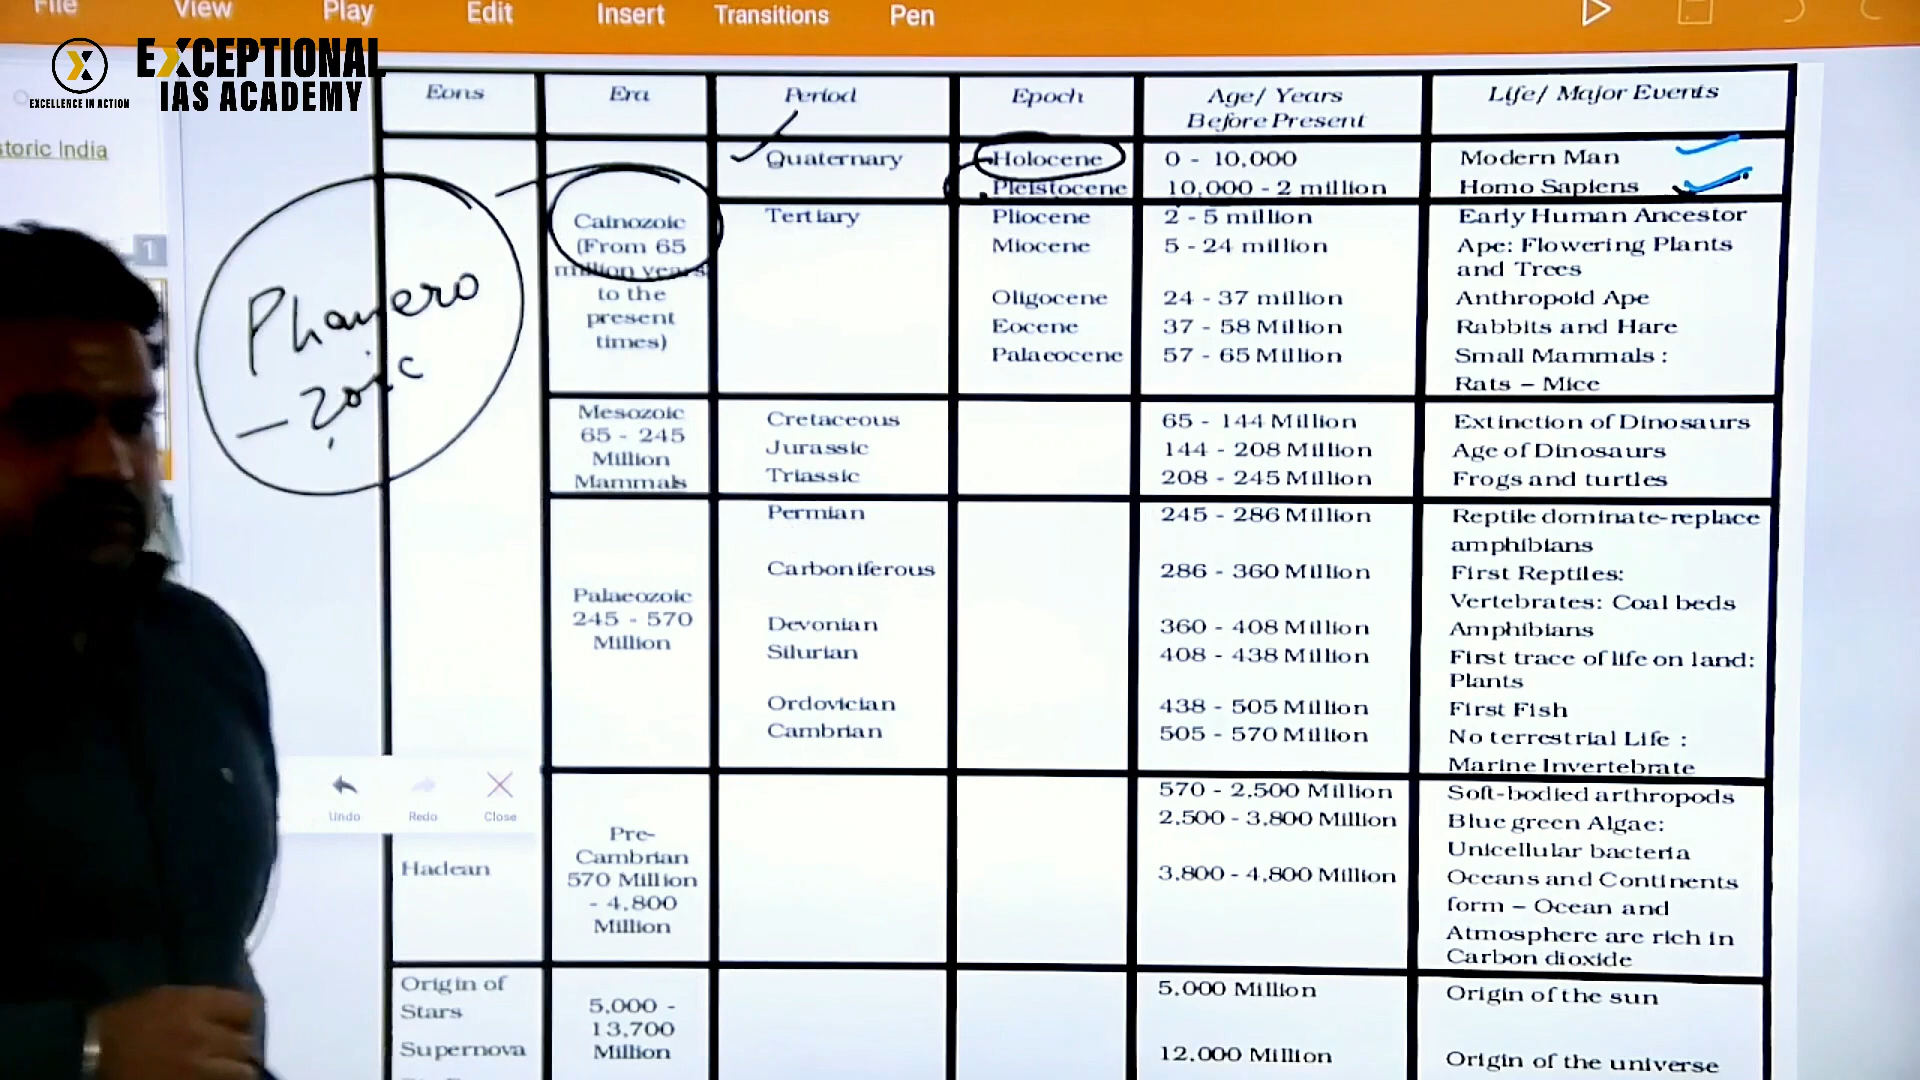 File View Play Edit Insert Transitions Pen
EXCEPTIONAL
IAS ACADEMY
EXCELLENCE IN ACTION
storic India
1
Phanero
- zoic
Undo Redo Close
Eons Era Period Epoch Age/ Years Life/ Major Events
Before Present
Quaternary Holocene 0 - 10,000 Modern Man
Pleistocene 10,000 - 2 million Homo Sapiens
Cainozoic Tertiary Pliocene 2 - 5 million Early Human Ancestor
(From 65 Miocene 5 - 24 million Ape: Flowering Plants
million years and Trees
to the Oligocene 24 - 37 million Anthropoid Ape
present Eocene 37 - 58 Million Rabbits and Hare
times) Palaeocene 57 - 65 Million Small Mammals :
Rats – Mice
Mesozoic Cretaceous 65 - 144 Million Extinction of Dinosaurs
65 - 245 Jurassic 144 - 208 Million Age of Dinosaurs
Million Triassic 208 - 245 Million Frogs and turtles
Mammals
Permian 245 - 286 Million Reptile dominate-replace
amphibians
Carboniferous 286 - 360 Million First Reptiles:
Palaeozoic Vertebrates: Coal beds
245 - 570 Devonian 360 - 408 Million Amphibians
Million Silurian 408 - 438 Million First trace of life on land:
Plants
Ordovician 438 - 505 Million First Fish
Cambrian 505 - 570 Million No terrestrial Life :
Marine Invertebrate
570 - 2,500 Million Soft-bodied arthropods
Pre- 2,500 - 3,800 Million Blue green Algae:
Cambrian Unicellular bacteria
Hadean 570 Million 3,800 - 4,800 Million Oceans and Continents
- 4,800 form – Ocean and
Million Atmosphere are rich in
Carbon dioxide
Origin of 5,000 - 5,000 Million Origin of the sun
Stars 13,700
Supernova Million 12,000 Million Origin of the universe